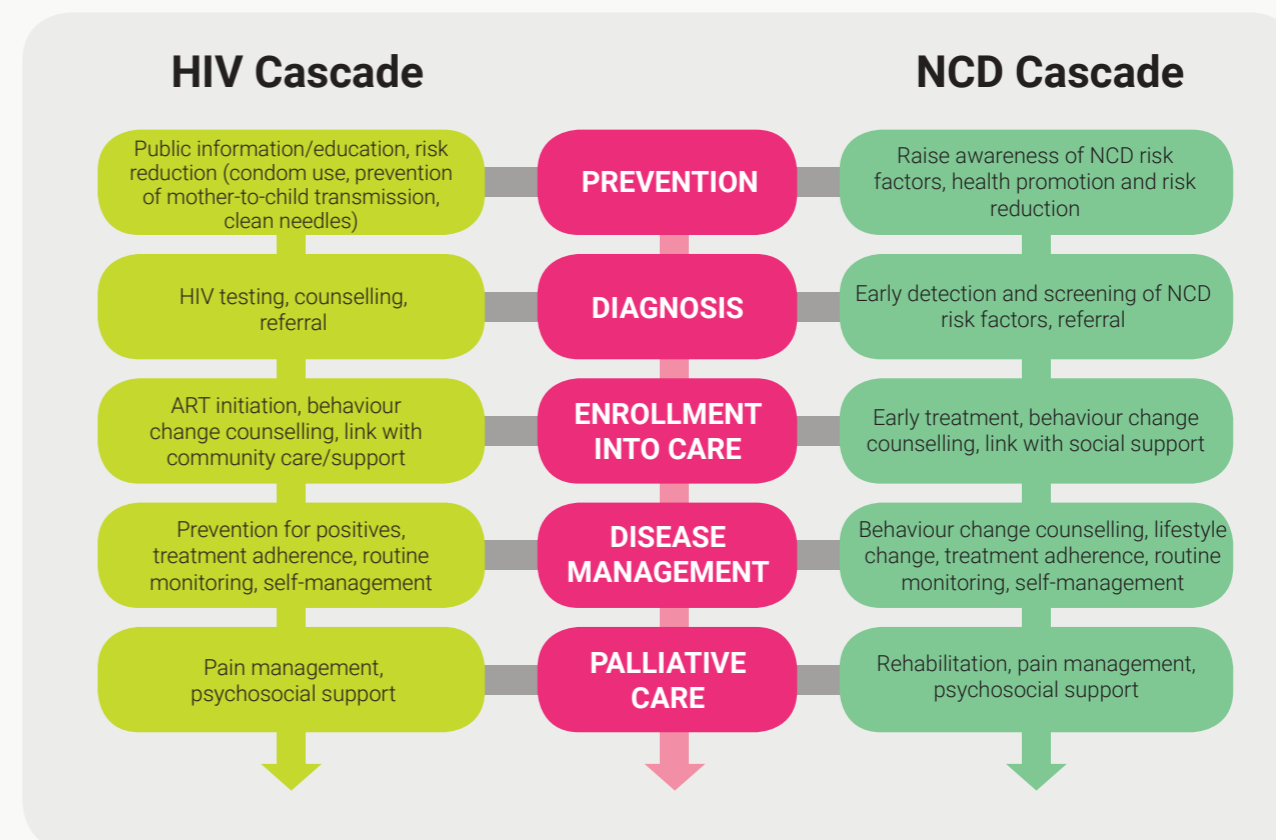 HIV Cascade
NCD Cascade
Public information/education, risk
reduction (condom use, prevention
of mother-to-child transmission,
clean needles)
PREVENTION
Raise awareness of NCD risk
factors, health promotion and risk
reduction
HIV testing, counselling,
referral
DIAGNOSIS
Early detection and screening of NCD
risk factors, referral
ART initiation, behaviour
change counselling, link with
community care/support
ENROLLMENT
INTO CARE
Early treatment, behaviour change
counselling, link with social support
Prevention for positives,
treatment adherence, routine
monitoring, self-management
DISEASE
MANAGEMENT
Behaviour change counselling, lifestyle
change, treatment adherence, routine
monitoring, self-management
Pain management,
psychosocial support
PALLIATIVE
CARE
Rehabilitation, pain management,
psychosocial support